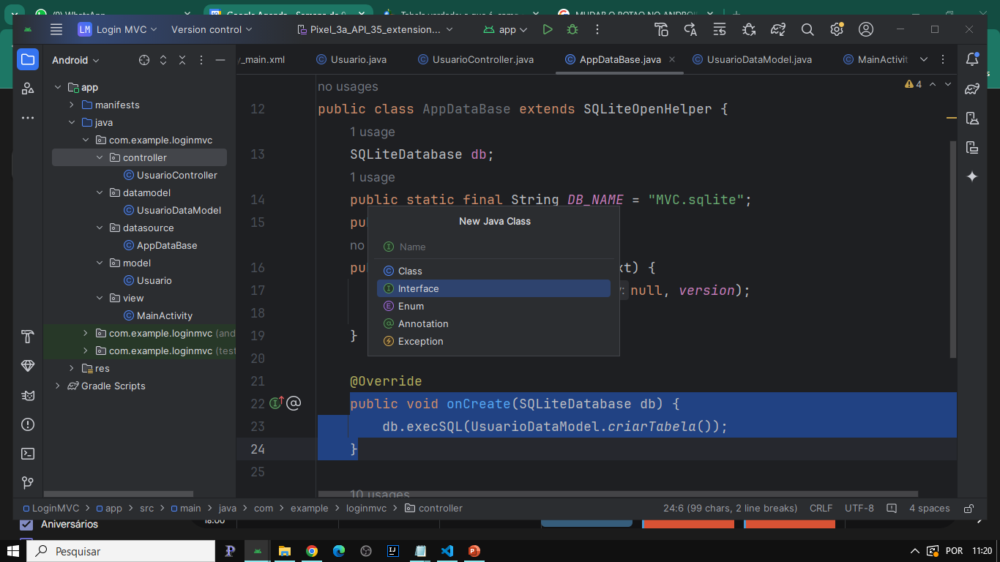 (9) WhatsApp
Google Agenda - Semana de
Tabela verdade: o que é, como
MUDAR O BOTAO NO ANDROI
LM Login MVC
Version control
Pixel_3a_API_35_extension...
app
Android
_main.xml
Usuario.java
UsuarioController.java
AppDataBase.java
UsuarioDataModel.java
MainActivit
app
manifests
java
com.example.loginmvc
controller
UsuarioController
datamodel
UsuarioDataModel
datasource
AppDataBase
model
Usuario
view
MainActivity
com.example.loginmvc (and
com.example.loginmvc (test
res
Gradle Scripts
no usages
4
12 public class AppDataBase extends SQLiteOpenHelper {
1 usage
13 SQLiteDatabase db;
1 usage
14 public static final String DB_NAME = "MVC.sqlite";
15 pu
no
16 pu xt) {
17 null, version);
18
19 }
20
21 @Override
22 public void onCreate(SQLiteDatabase db) {
23 db.execSQL(UsuarioDataModel.criarTabela());
24 }
25
10 usages
New Java Class
Name
Class
Interface
Enum
Annotation
Exception
LoginMVC > app > src > main > java > com > example > loginmvc > controller
24:6 (99 chars, 2 line breaks)
CRLF
UTF-8
4 spaces
Aniversários
18:00
Pesquisar
POR
11:20